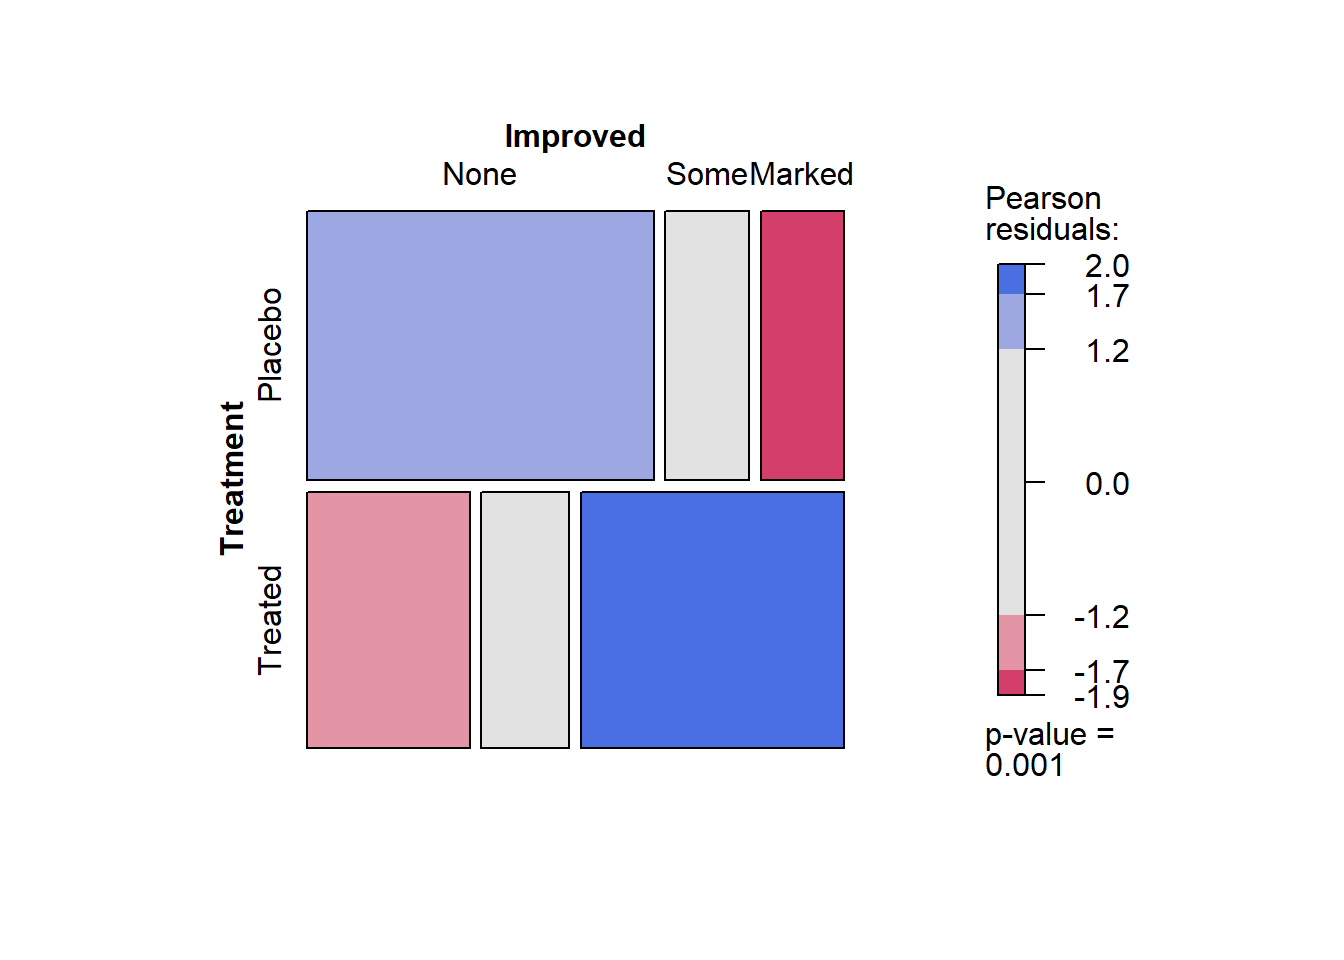 Improved
None SomeMarked
Treatment
Placebo
Treated
Pearson
residuals:
2.0
1.7
1.2
0.0
-1.2
-1.7
-1.9
p-value =
0.001